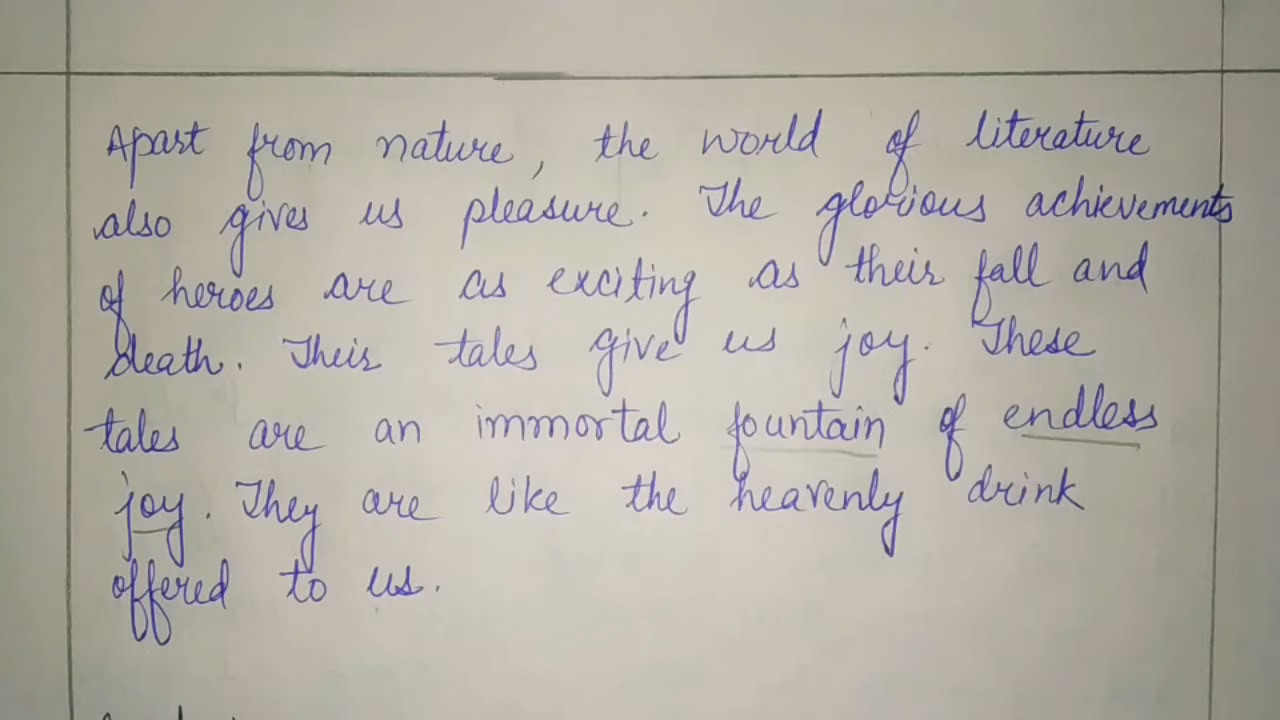 Apart from nature, the world of literature
also gives us pleasure. The glorious achievements
of heroes are as exciting as their fall and
death. Their tales give us joy. These
tales are an immortal fountain of endless
joy. They are like the heavenly drink
offered to us.